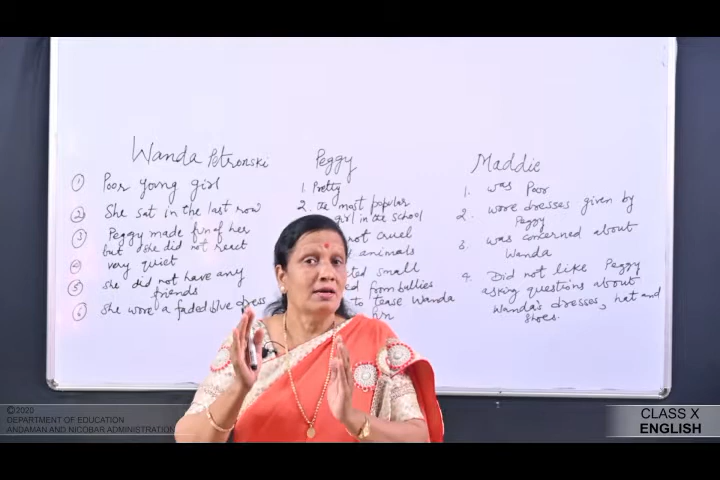 Wanda Petronski
① Poor young girl
② She sat in the last row
③ Peggy made fun of her
but she did not react
④ very quiet
⑤ she did not have any
friends
⑥ She wore a faded blue dress
Peggy
1. Pretty
2. the most popular
girl in the school
not cruel
animals
small
from bullies
to tease Wanda
Maddie
1. was Poor
2. wore dresses given by
Peggy
3. was concerned about
Wanda
4. Did not like Peggy
asking questions about
Wanda's dresses, hat and
shoes.
©2020
DEPARTMENT OF EDUCATION
ANDAMAN AND NICOBAR ADMINISTRATION
CLASS X
ENGLISH